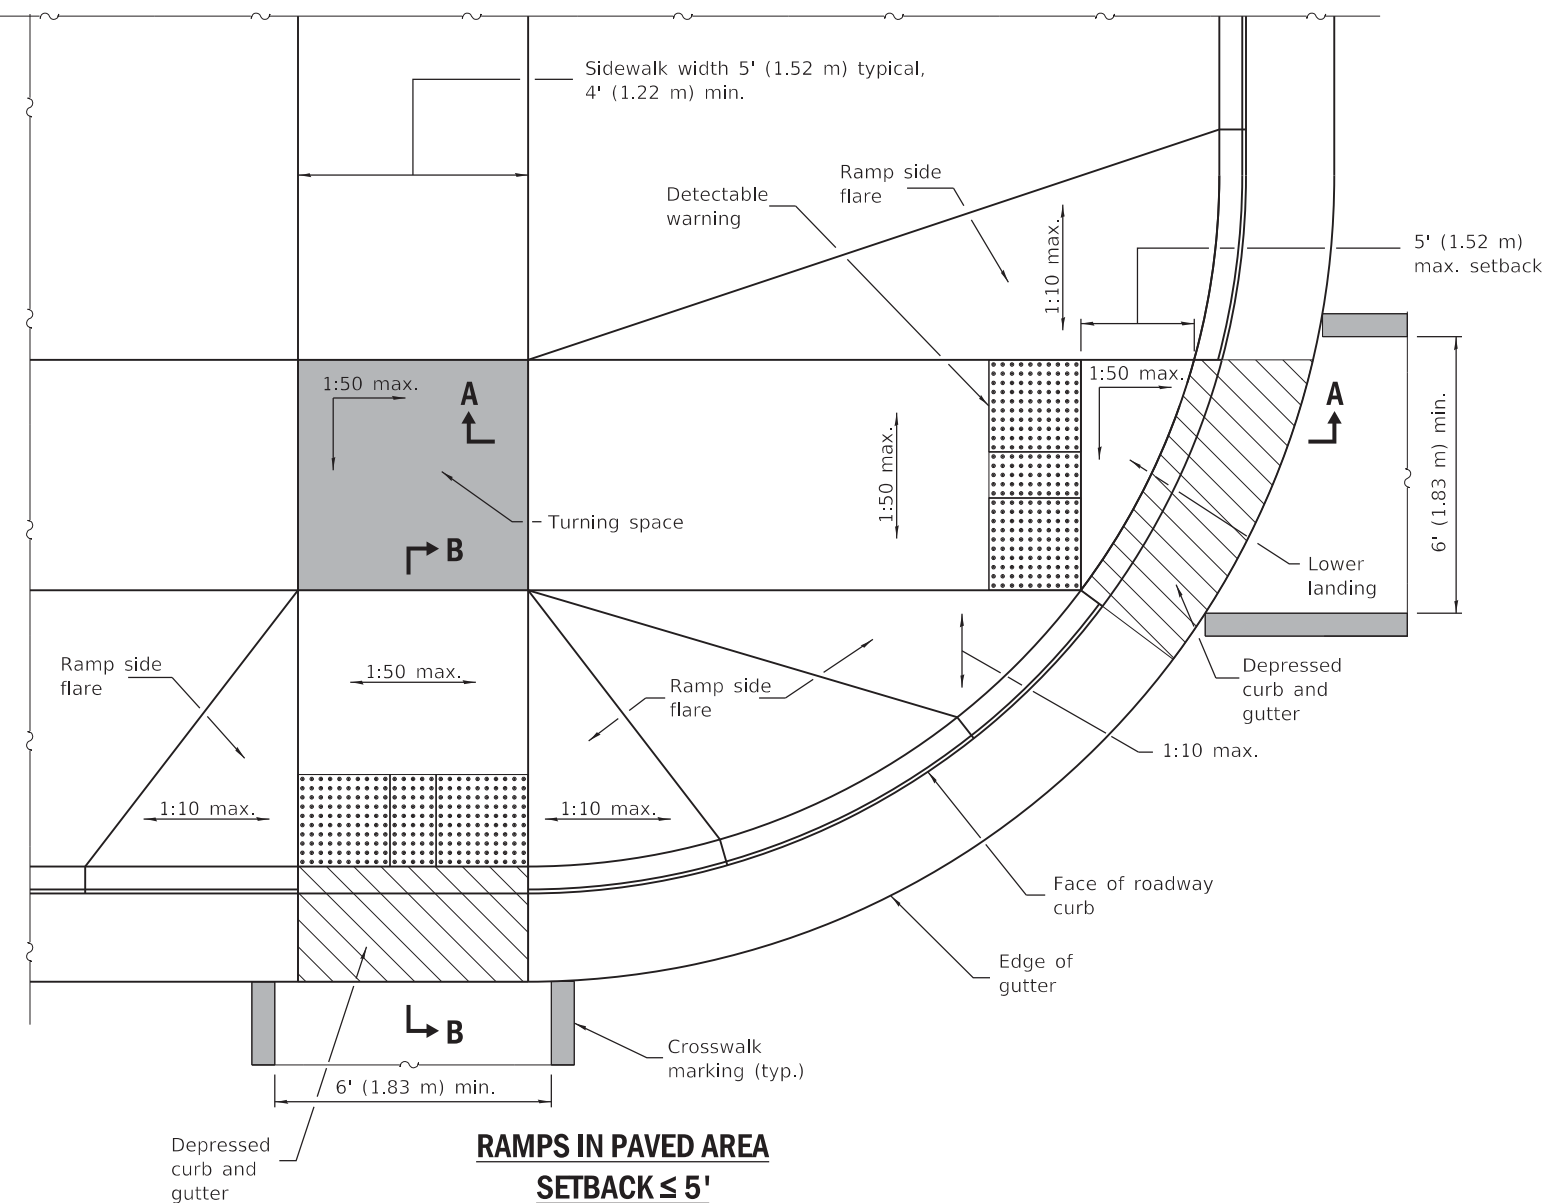 Sidewalk width 5' (1.52 m) typical,
4' (1.22 m) min.
Ramp side
flare
Detectable
warning
1:10 max.
5' (1.52 m)
max. setback
1:50 max.
A
1:50 max.
A
1:50 max.
6' (1.83 m) min.
Turning space
B
Lower
landing
Ramp side
flare
1:50 max.
Ramp side
flare
Depressed
curb and
gutter
1:10 max.
1:10 max.
1:10 max.
Face of roadway
curb
Edge of
gutter
B
Crosswalk
marking (typ.)
6' (1.83 m) min.
Depressed
curb and
gutter
RAMPS IN PAVED AREA
SETBACK ≤ 5'